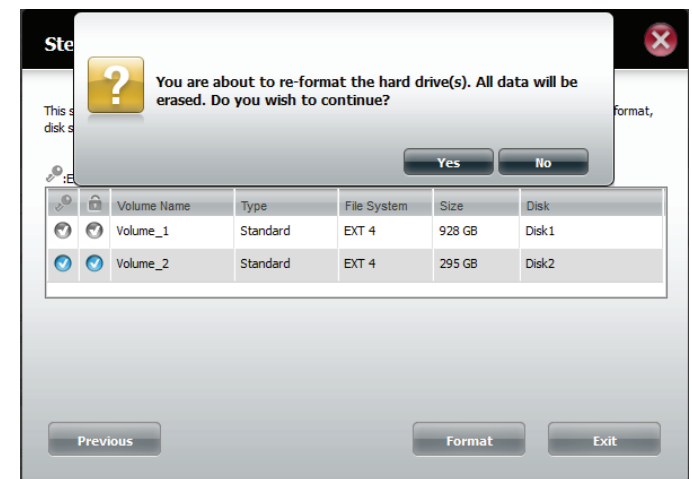 Ste
You are about to re-format the hard drive(s). All data will be
erased. Do you wish to continue?
This s
format,
disk s
Yes No
:E
Volume Name Type File System Size Disk
Volume_1 Standard EXT 4 928 GB Disk1
Volume_2 Standard EXT 4 295 GB Disk2
Previous Format Exit